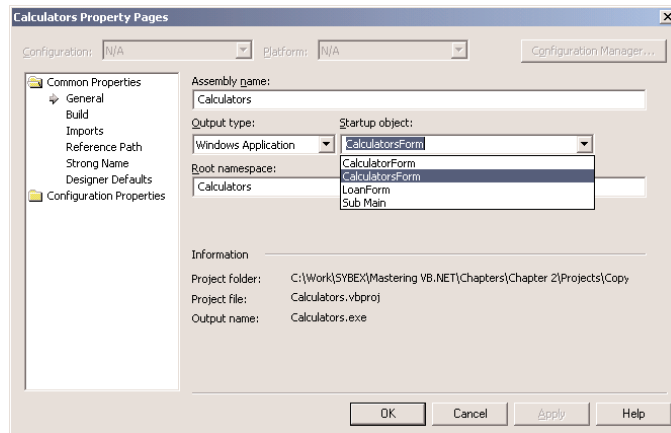 Calculators Property Pages
Configuration: N/A Platform: N/A Configuration Manager...
Common Properties
General
Build
Imports
Reference Path
Strong Name
Designer Defaults
Configuration Properties
Assembly name:
Calculators
Output type: Startup object:
Windows Application CalculatorsForm
CalculatorForm
CalculatorsForm
LoanForm
Sub Main
Root namespace:
Calculators
Information
Project folder: C:\Work\SYBEX\Mastering VB.NET\Chapters\Chapter 2\Projects\Copy
Project file: Calculators.vbproj
Output name: Calculators.exe
OK Cancel Apply Help